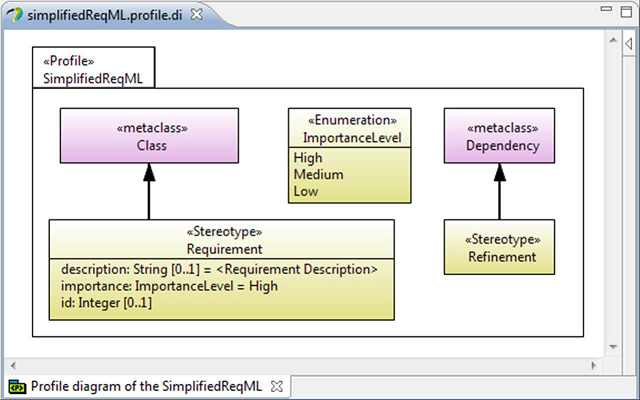 simplifiedReqML.profile.di
«Profile»
SimplifiedReqML
«metaclass»
Class
«Enumeration»
ImportanceLevel
High
Medium
Low
«metaclass»
Dependency
«Stereotype»
Requirement
description: String [0..1] = <Requirement Description>
importance: ImportanceLevel = High
id: Integer [0..1]
«Stereotype»
Refinement
«P»
Profile diagram of the SimplifiedReqML